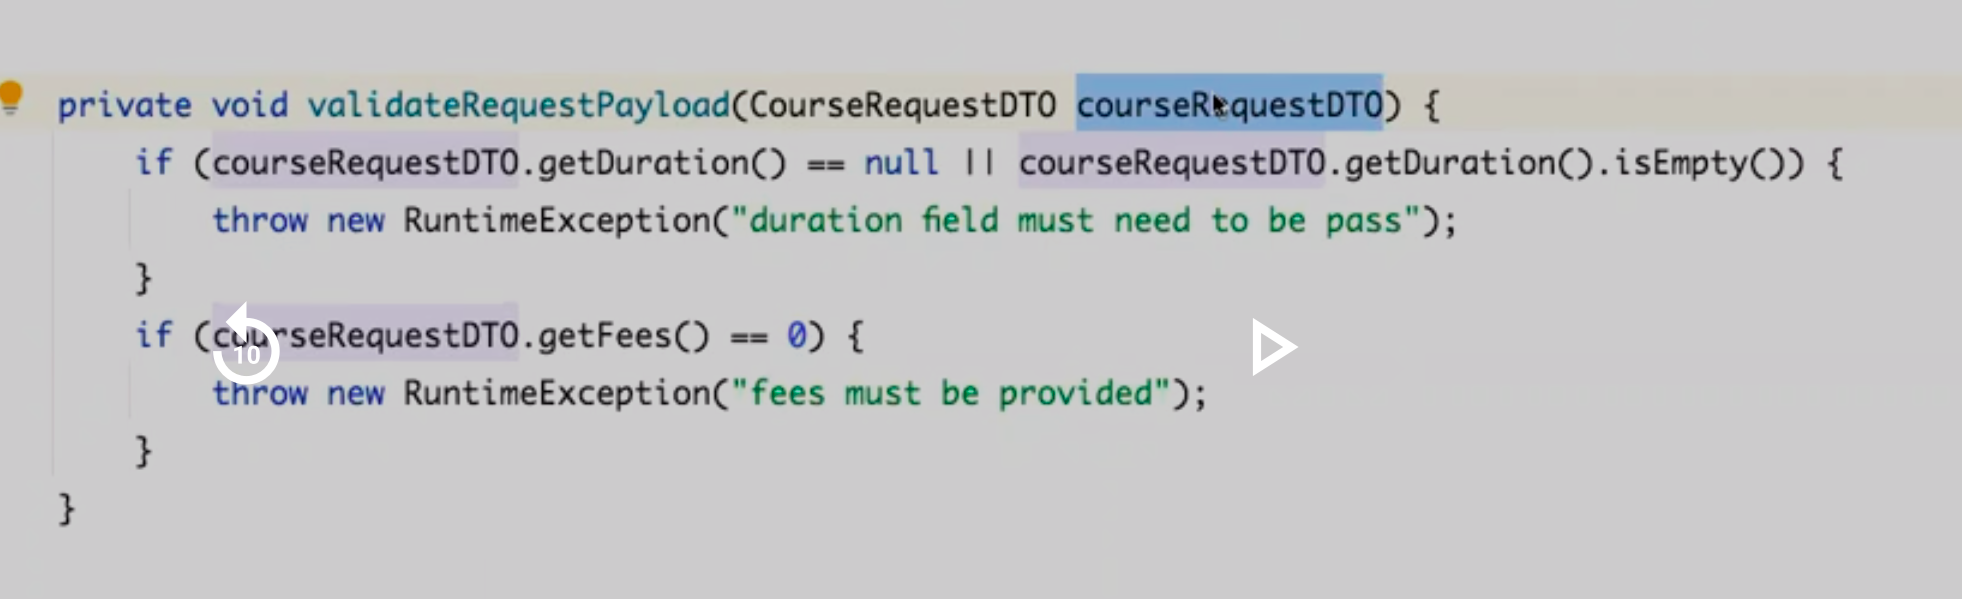 private void validateRequestPayload(CourseRequestDTO courseRequestDTO) {
if (courseRequestDTO.getDuration() == null || courseRequestDTO.getDuration().isEmpty()) {
throw new RuntimeException("duration field must need to be pass");
}
if (courseRequestDTO.getFees() == 0) {
10
throw new RuntimeException("fees must be provided");
}
}